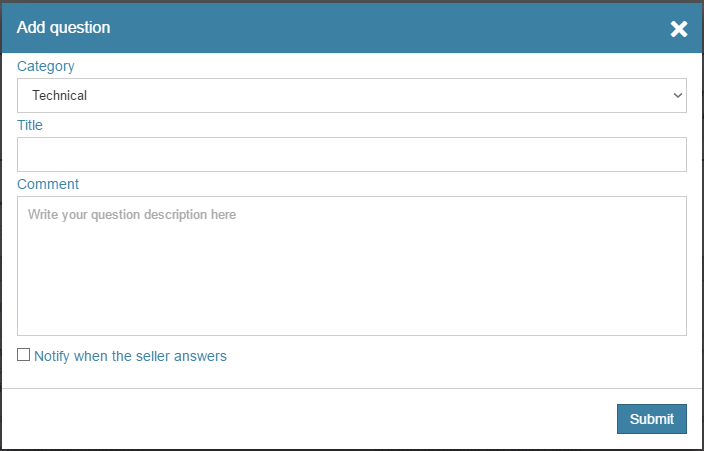 Add question
Category
Technical
Title
Comment
Write your question description here
Notify when the seller answers
Submit